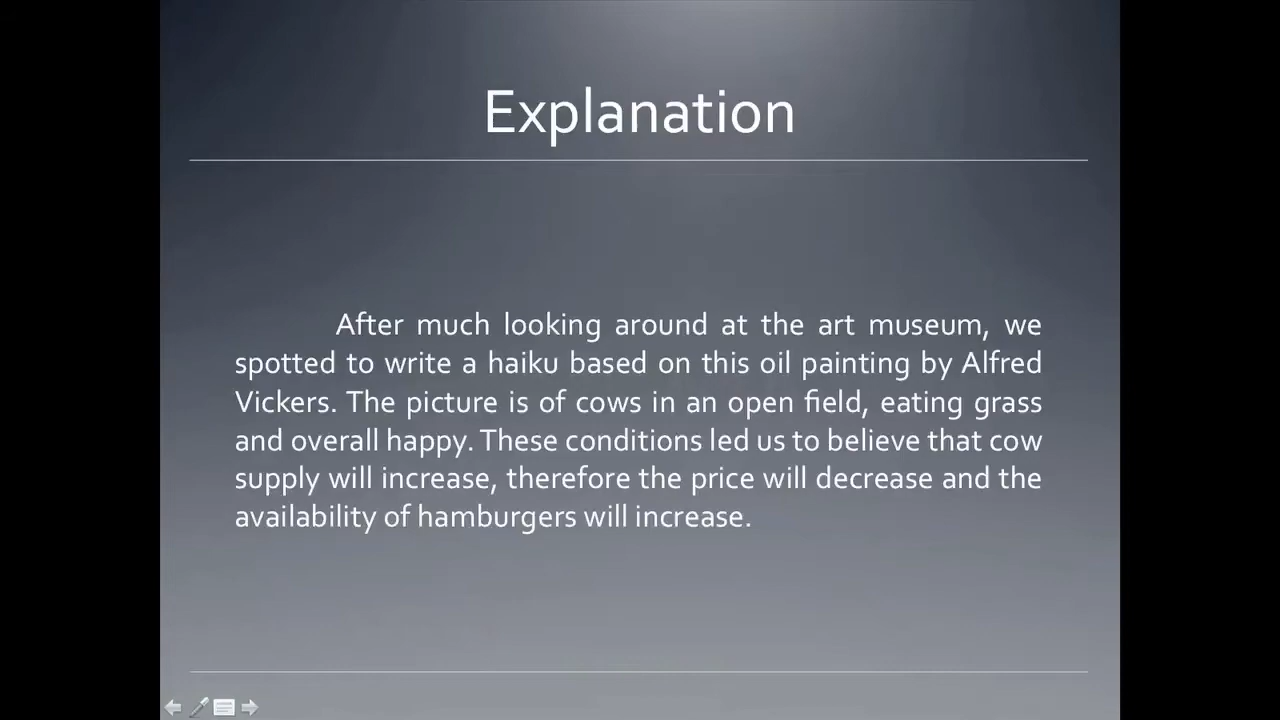 Explanation
After much looking around at the art museum, we
spotted to write a haiku based on this oil painting by Alfred
Vickers. The picture is of cows in an open field, eating grass
and overall happy. These conditions led us to believe that cow
supply will increase, therefore the price will decrease and the
availability of hamburgers will increase.